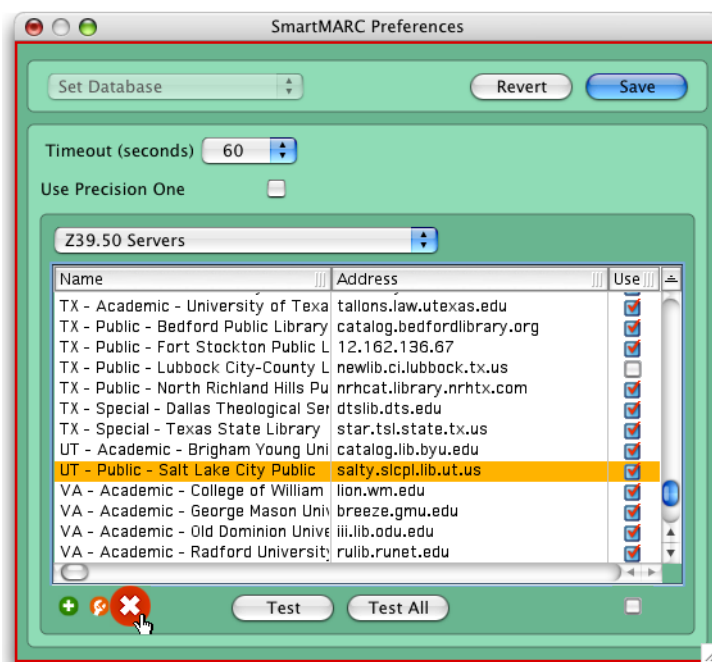 SmartMARC Preferences
Set Database Revert Save
Timeout (seconds) 60
Use Precision One
Z39.50 Servers
Name Address Use
TX - Academic - University of Texa tallons.law.utexas.edu
TX - Public - Bedford Public Library catalog.bedfordlibrary.org
TX - Public - Fort Stockton Public L 12.162.136.67
TX - Public - Lubbock City-County L newlib.ci.lubbock.tx.us
TX - Public - North Richland Hills Pu nrhcat.library.nrhtx.com
TX - Special - Dallas Theological Ser dtslib.dts.edu
TX - Special - Texas State Library star.tsl.state.tx.us
UT - Academic - Brigham Young Uni catalog.lib.byu.edu
UT - Public - Salt Lake City Public salty.slcpl.lib.ut.us
VA - Academic - College of William lion.wm.edu
VA - Academic - George Mason Univ breeze.gmu.edu
VA - Academic - Old Dominion Unive iii.lib.odu.edu
VA - Academic - Radford University rulib.runet.edu
Test Test All